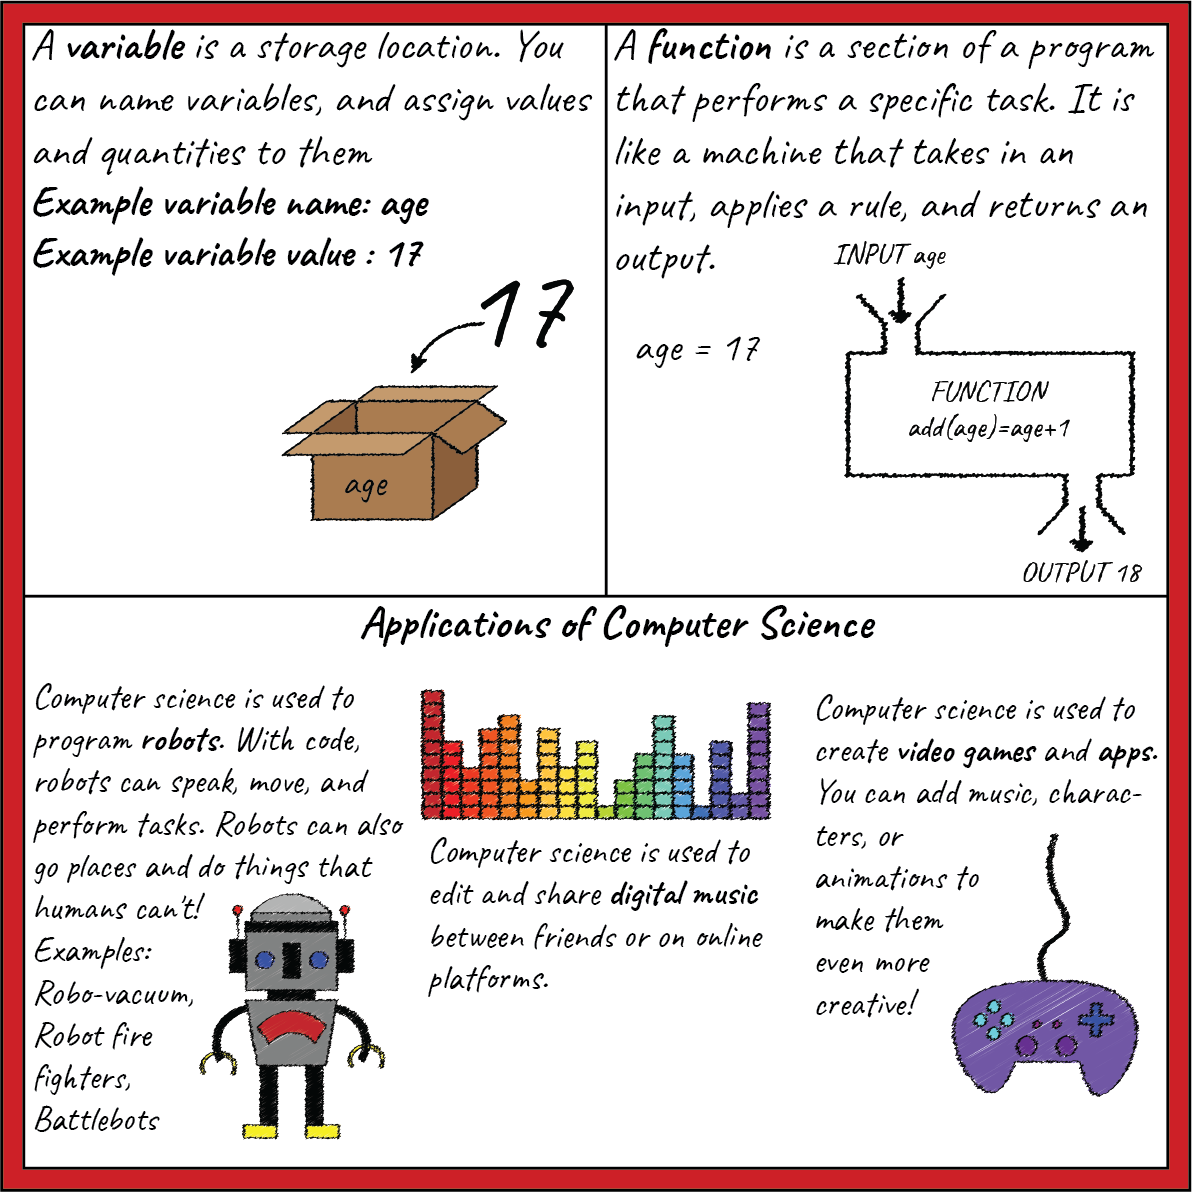 A variable is a storage location. You
can name variables, and assign values
and quantities to them
Example variable name: age
Example variable value : 17
17
age
A function is a section of a program
that performs a specific task. It is
like a machine that takes in an
input, applies a rule, and returns an
output.
INPUT age
age = 17
FUNCTION
add(age)=age+1
OUTPUT 18
Applications of Computer Science
Computer science is used to
program robots. With code,
robots can speak, move, and
perform tasks. Robots can also
go places and do things that
humans can't!
Examples:
Robo-vacuum,
Robot fire
fighters,
Battlebots
Computer science is used to
edit and share digital music
between friends or on online
platforms.
Computer science is used to
create video games and apps.
You can add music, charac-
ters, or
animations to
make them
even more
creative!